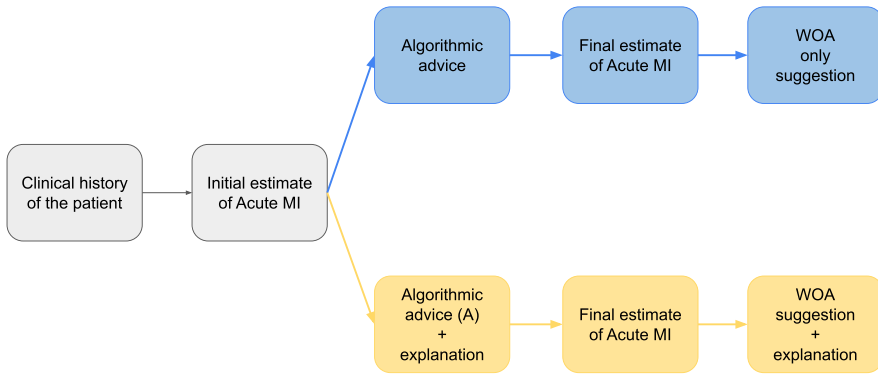 Clinical history
of the patient
Initial estimate
of Acute MI
Algorithmic
advice
Final estimate
of Acute MI
WOA
only
suggestion
Algorithmic
advice (A)
+
explanation
Final estimate
of Acute MI
WOA
suggestion
+
explanation